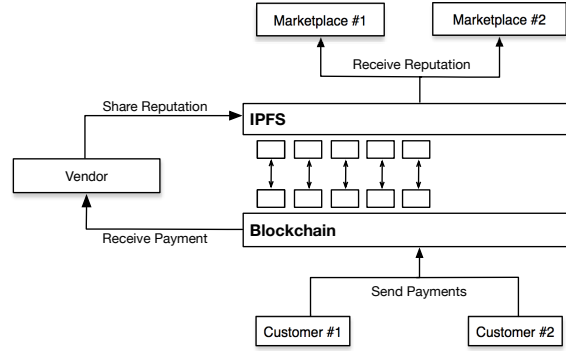 Marketplace #1
Marketplace #2
Receive Reputation
Share Reputation
IPFS
Vendor
Receive Payment
Blockchain
Send Payments
Customer #1
Customer #2